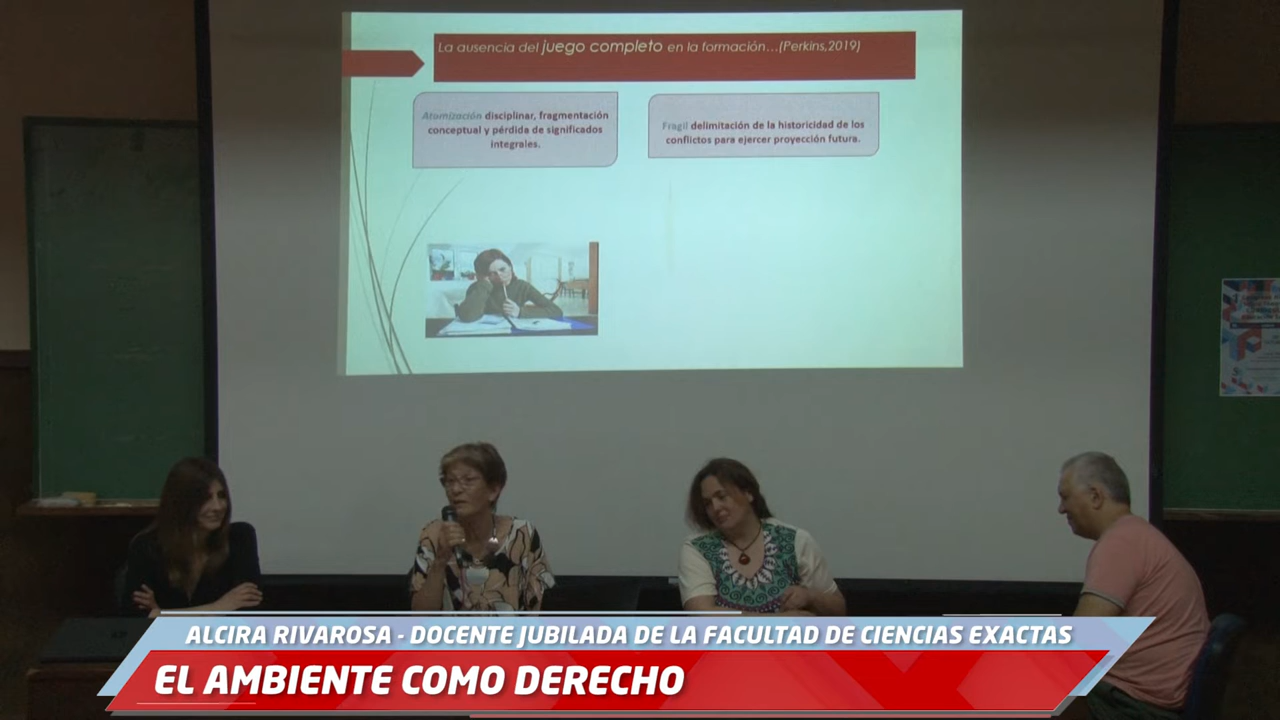 La ausencia del juego completo en la formación...(Perkins,2019)
Atomización disciplinar, fragmentación
conceptual y pérdida de significados
integrales.
Fragil delimitación de la historicidad de los
conflictos para ejercer proyección futura.
ALCIRA RIVAROSA - DOCENTE JUBILADA DE LA FACULTAD DE CIENCIAS EXACTAS
EL AMBIENTE COMO DERECHO